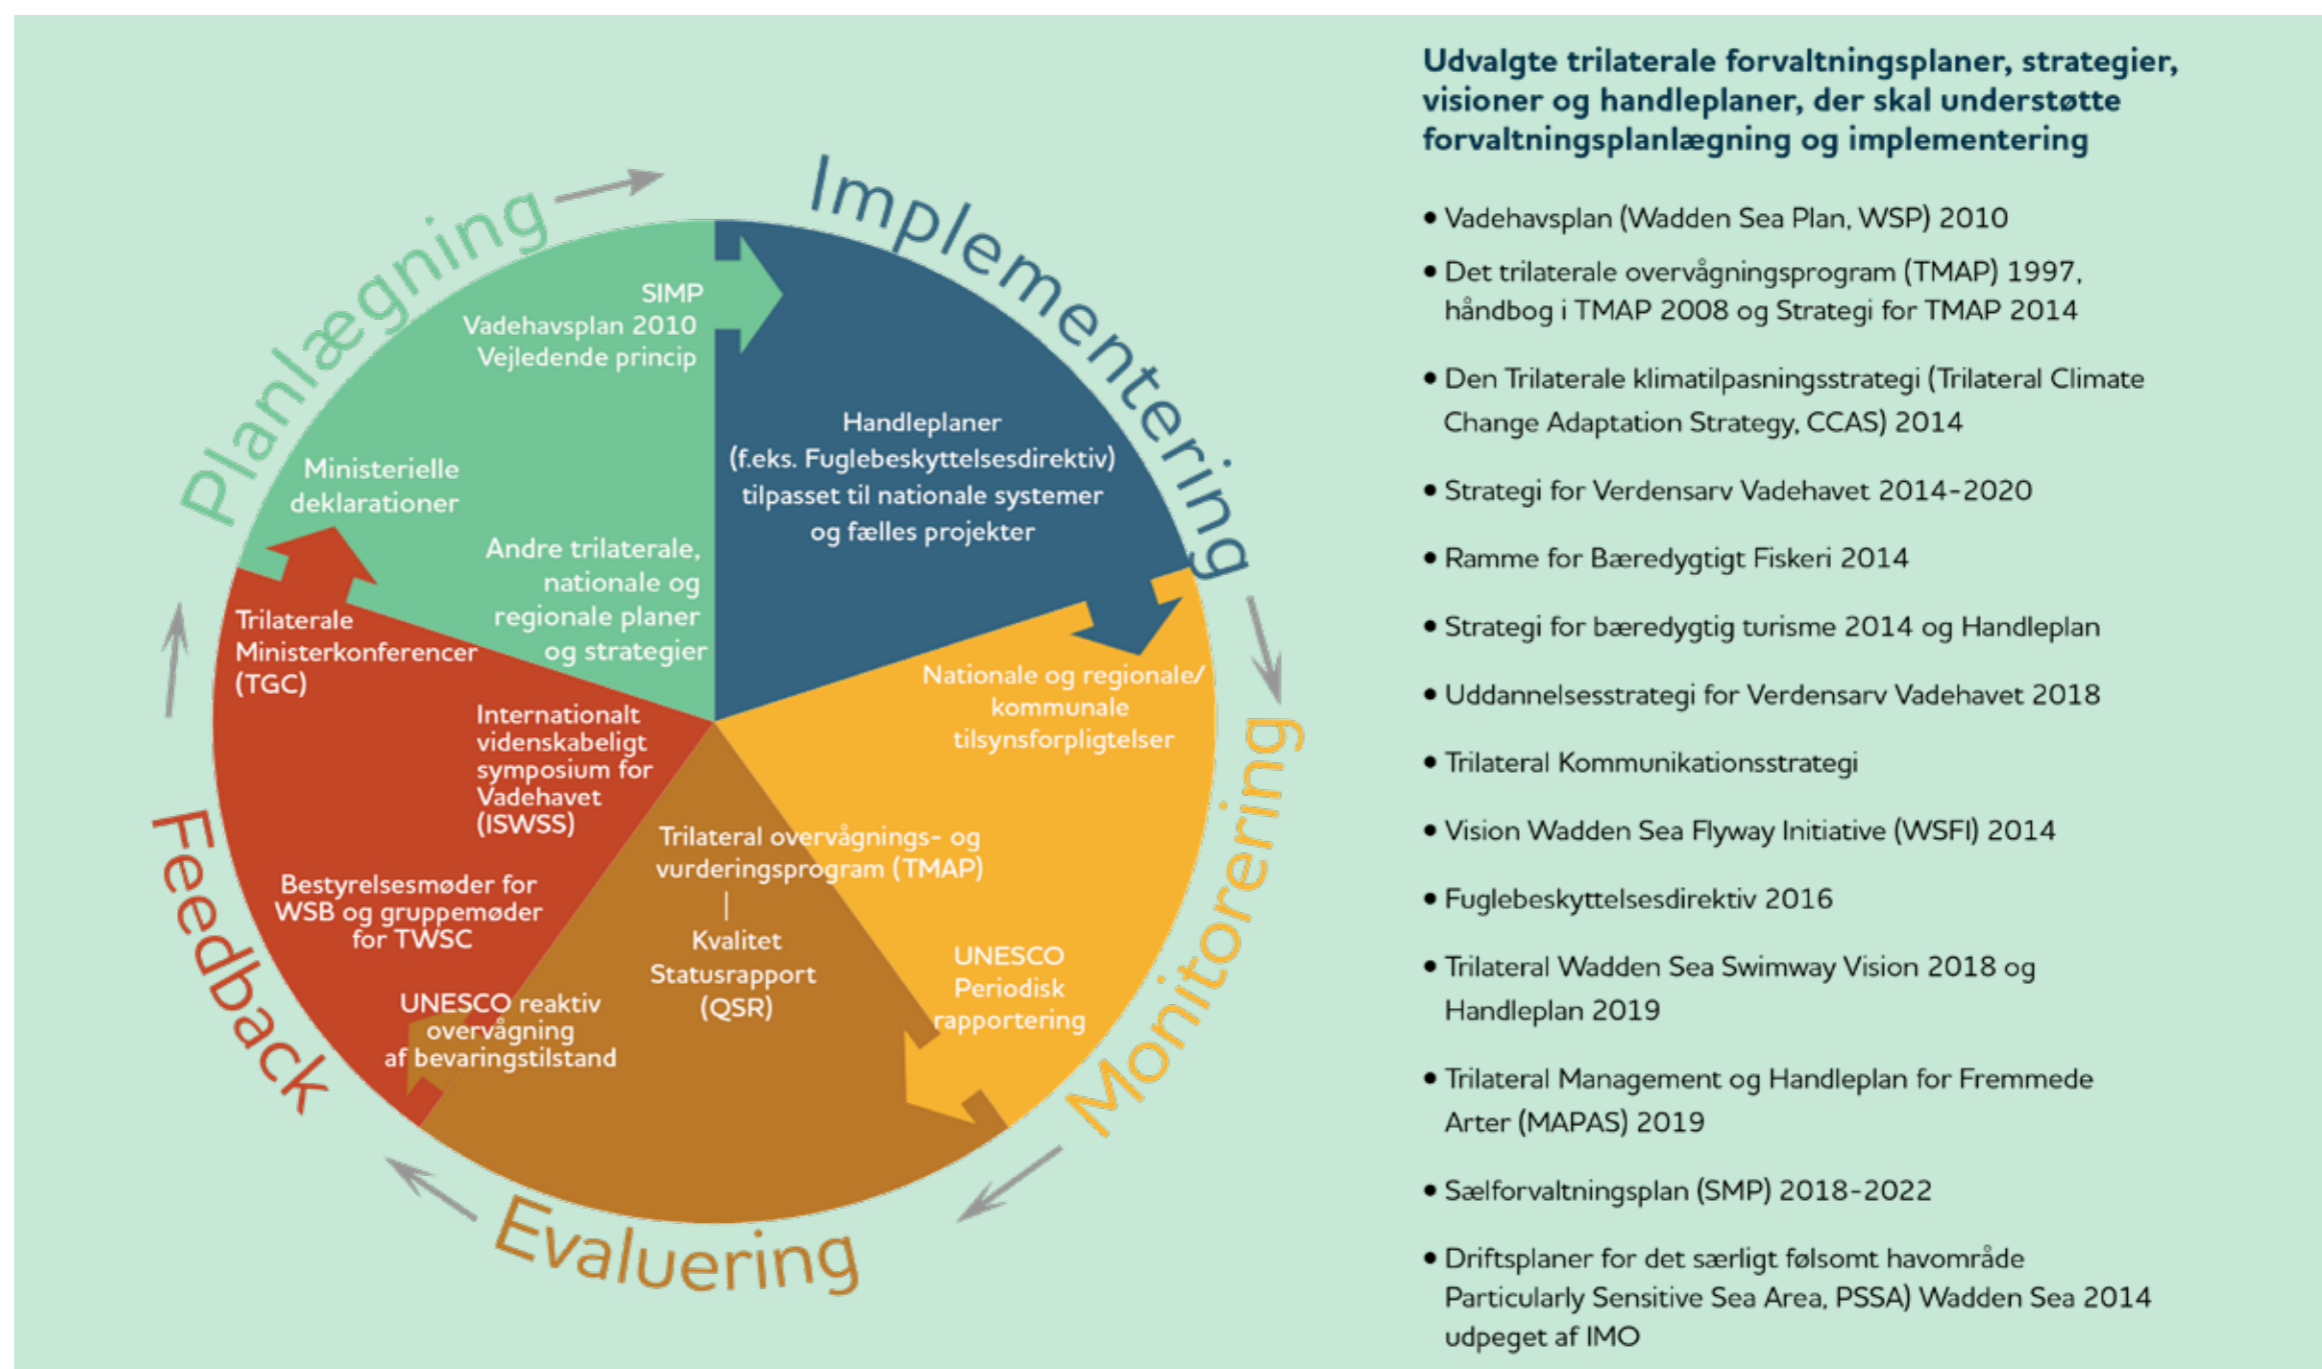 Planlægning
SIMP
Vadehavsplan 2010
Vejledende princip
Ministerielle
deklarationer
Andre trilaterale,
nationale og
regionale planer
og strategier
Implementering
Handleplaner
(f.eks. Fuglebeskyttelsesdirektiv)
tilpasset til nationale systemer
og fælles projekter
Monitorering
Nationale og regionale/
kommunale
tilsynsforpligtelser
UNESCO
Periodisk
rapportering
Evaluering
Trilateral overvågnings- og
vurderingsprogram (TMAP)
Kvalitet
Statusrapport
(QSR)
UNESCO reaktiv
overvågning
af bevaringstilstand
Feedback
Trilaterale
Ministerkonferencer
(TGC)
Internationalt
videnskabeligt
symposium for
Vadehavet
(ISWSS)
Bestyrelsesmøder for
WSB og gruppemøder
for TWSC
Udvalgte trilaterale forvaltningsplaner, strategier,
visioner og handleplaner, der skal understøtte
forvaltningsplanlægning og implementering
• Vadehavsplan (Wadden Sea Plan, WSP) 2010
• Det trilaterale overvågningsprogram (TMAP) 1997,
håndbog i TMAP 2008 og Strategi for TMAP 2014
• Den Trilaterale klimatilpasningsstrategi (Trilateral Climate
Change Adaptation Strategy, CCAS) 2014
• Strategi for Verdensarv Vadehavet 2014-2020
• Ramme for Bæredygtigt Fiskeri 2014
• Strategi for bæredygtig turisme 2014 og Handleplan
• Uddannelsesstrategi for Verdensarv Vadehavet 2018
• Trilateral Kommunikationsstrategi
• Vision Wadden Sea Flyway Initiative (WSFI) 2014
• Fuglebeskyttelsesdirektiv 2016
• Trilateral Wadden Sea Swimway Vision 2018 og
Handleplan 2019
• Trilateral Management og Handleplan for Fremmede
Arter (MAPAS) 2019
• Sælforvaltningsplan (SMP) 2018-2022
• Driftsplaner for det særligt følsomt havområde
Particularly Sensitive Sea Area, PSSA) Wadden Sea 2014
udpeget af IMO